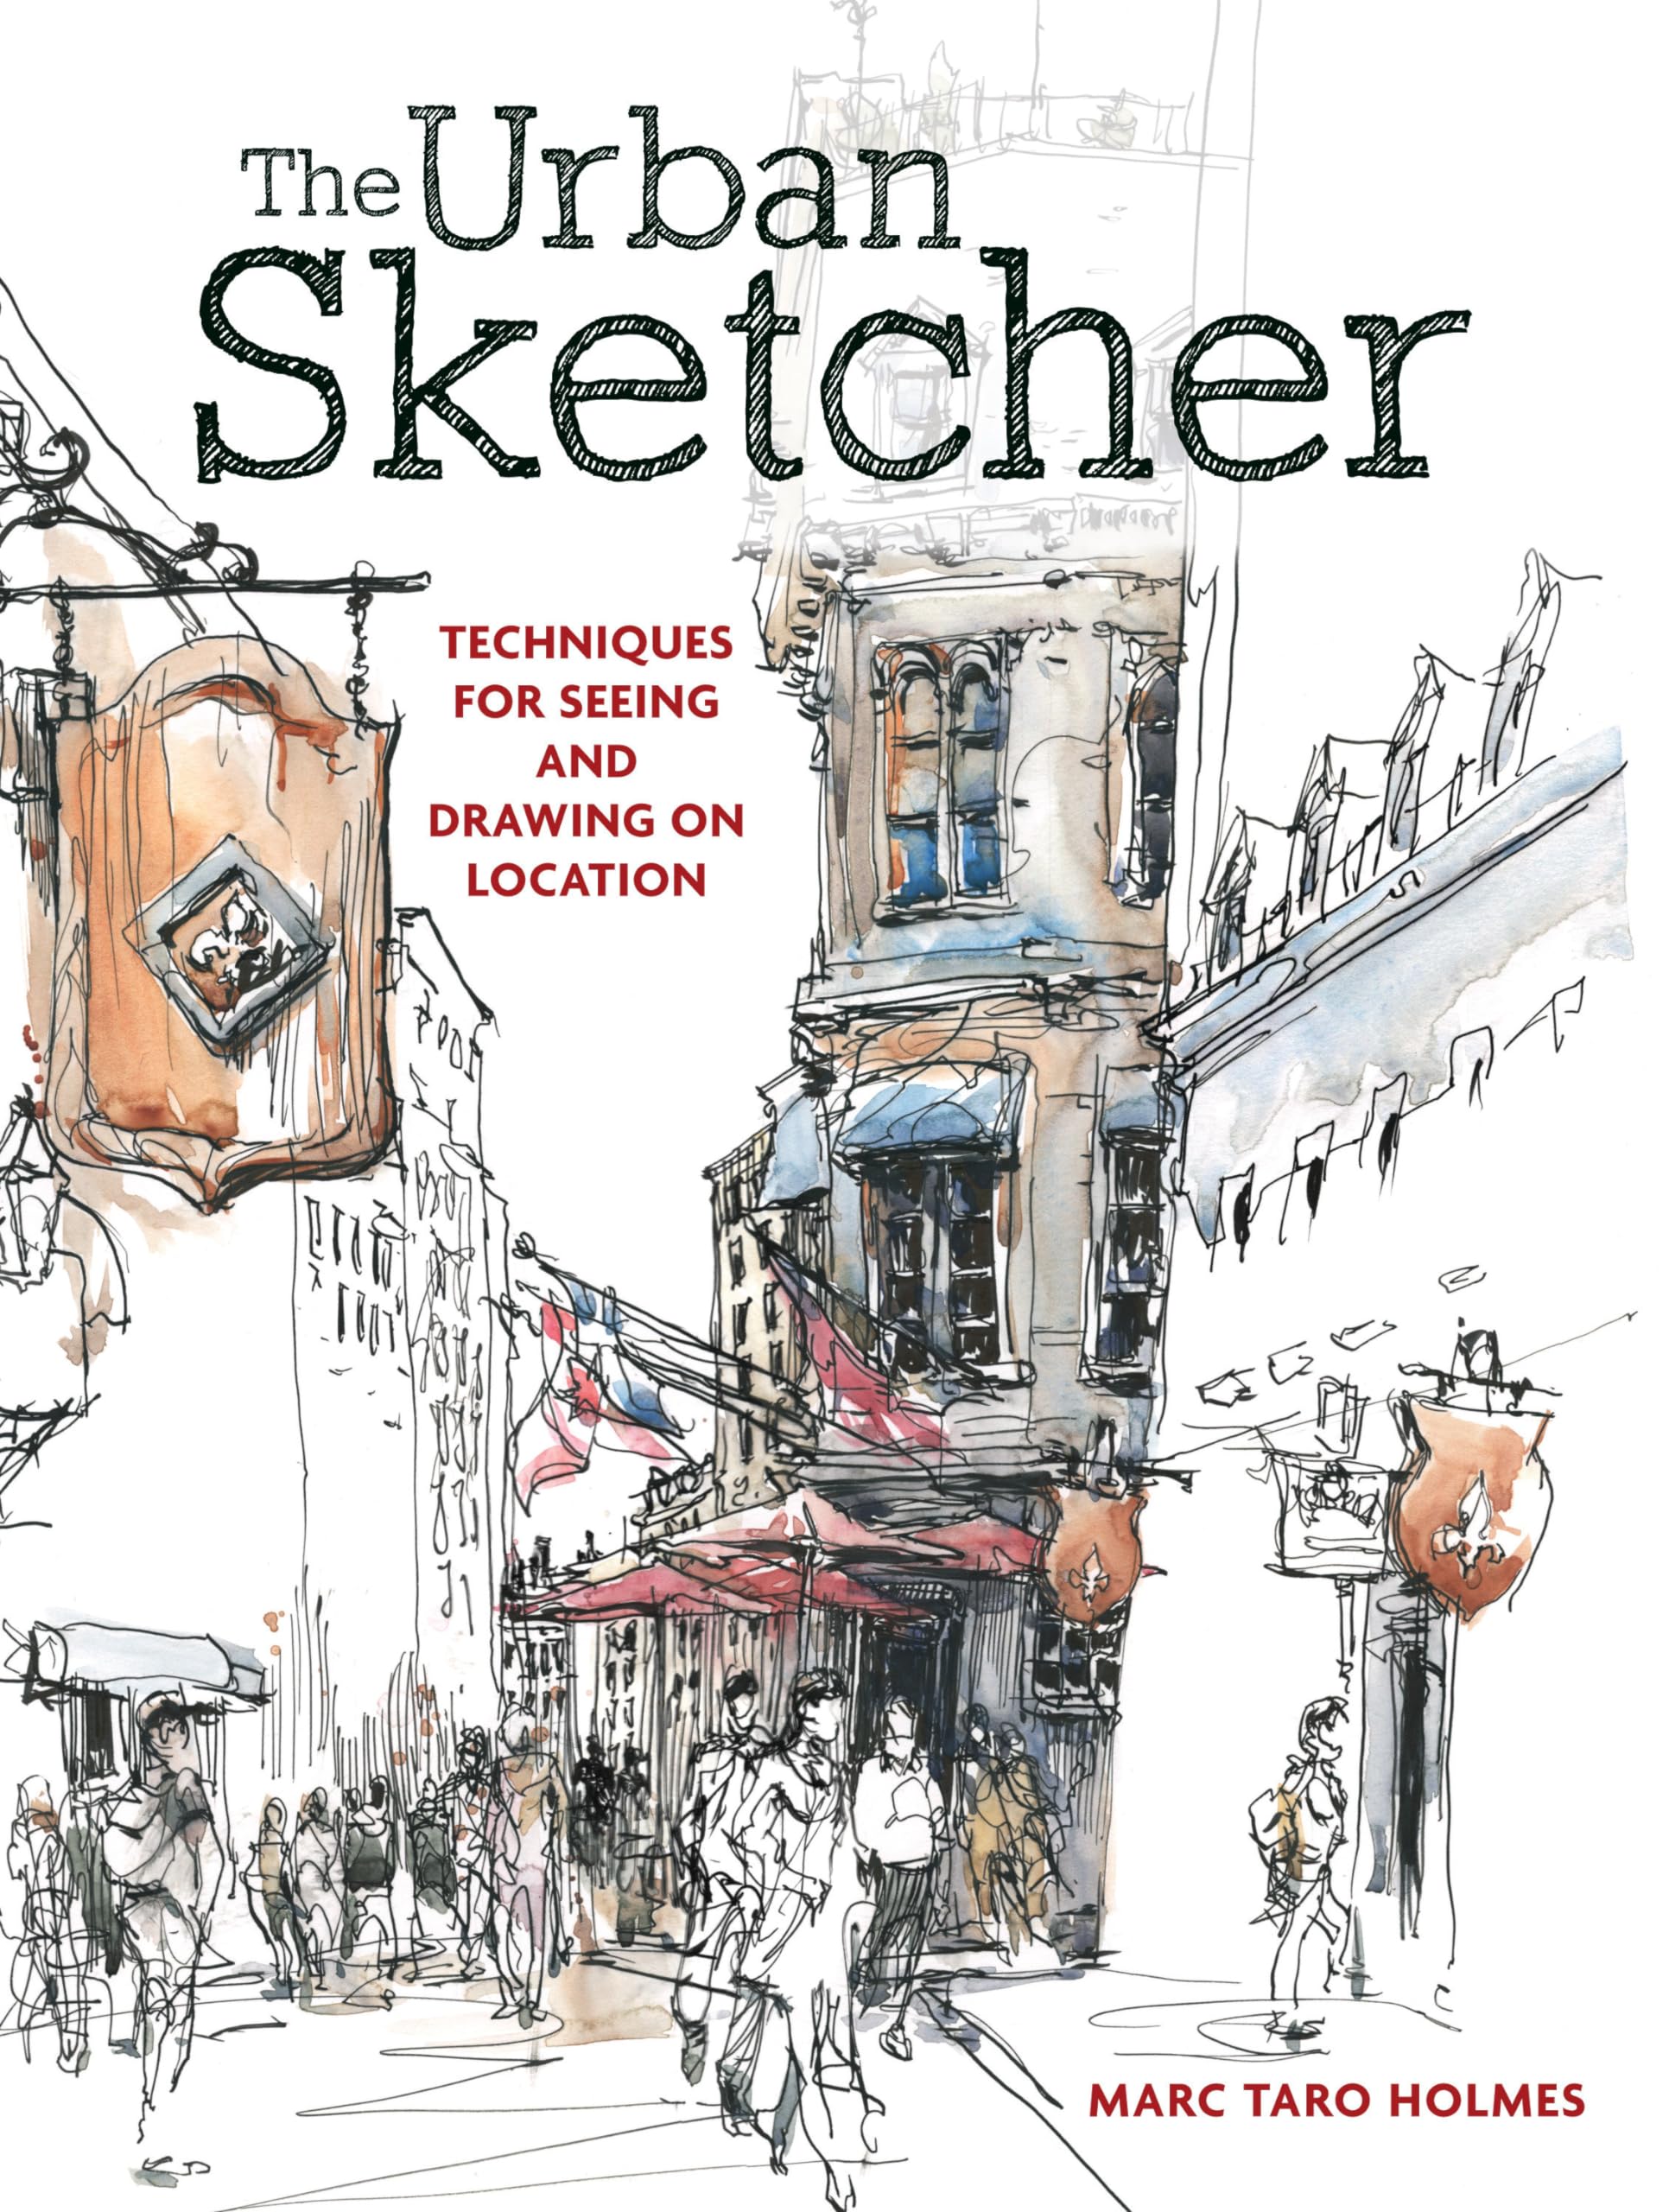 The Urban
Sketcher
TECHNIQUES
FOR SEEING
AND
DRAWING ON
LOCATION
MARC TARO HOLMES